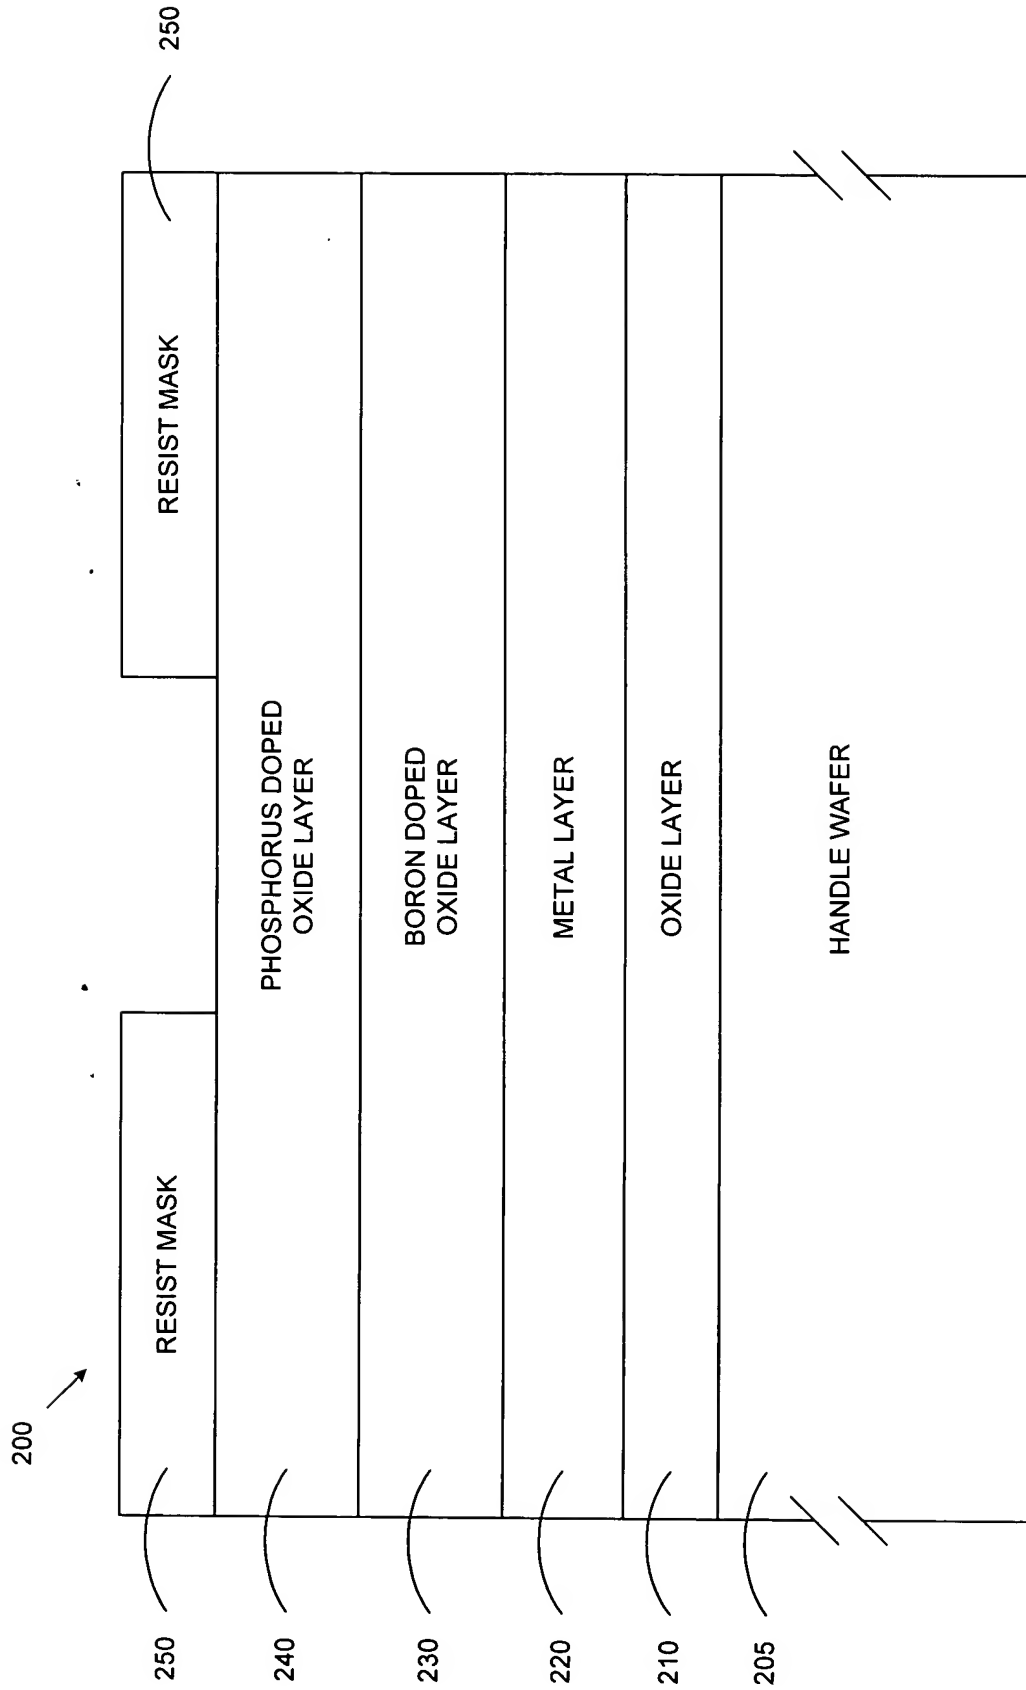 200
250
RESIST MASK
RESIST MASK
250
240
PHOSPHORUS DOPED
OXIDE LAYER
230
BORON DOPED
OXIDE LAYER
220
METAL LAYER
210
OXIDE LAYER
205
HANDLE WAFER